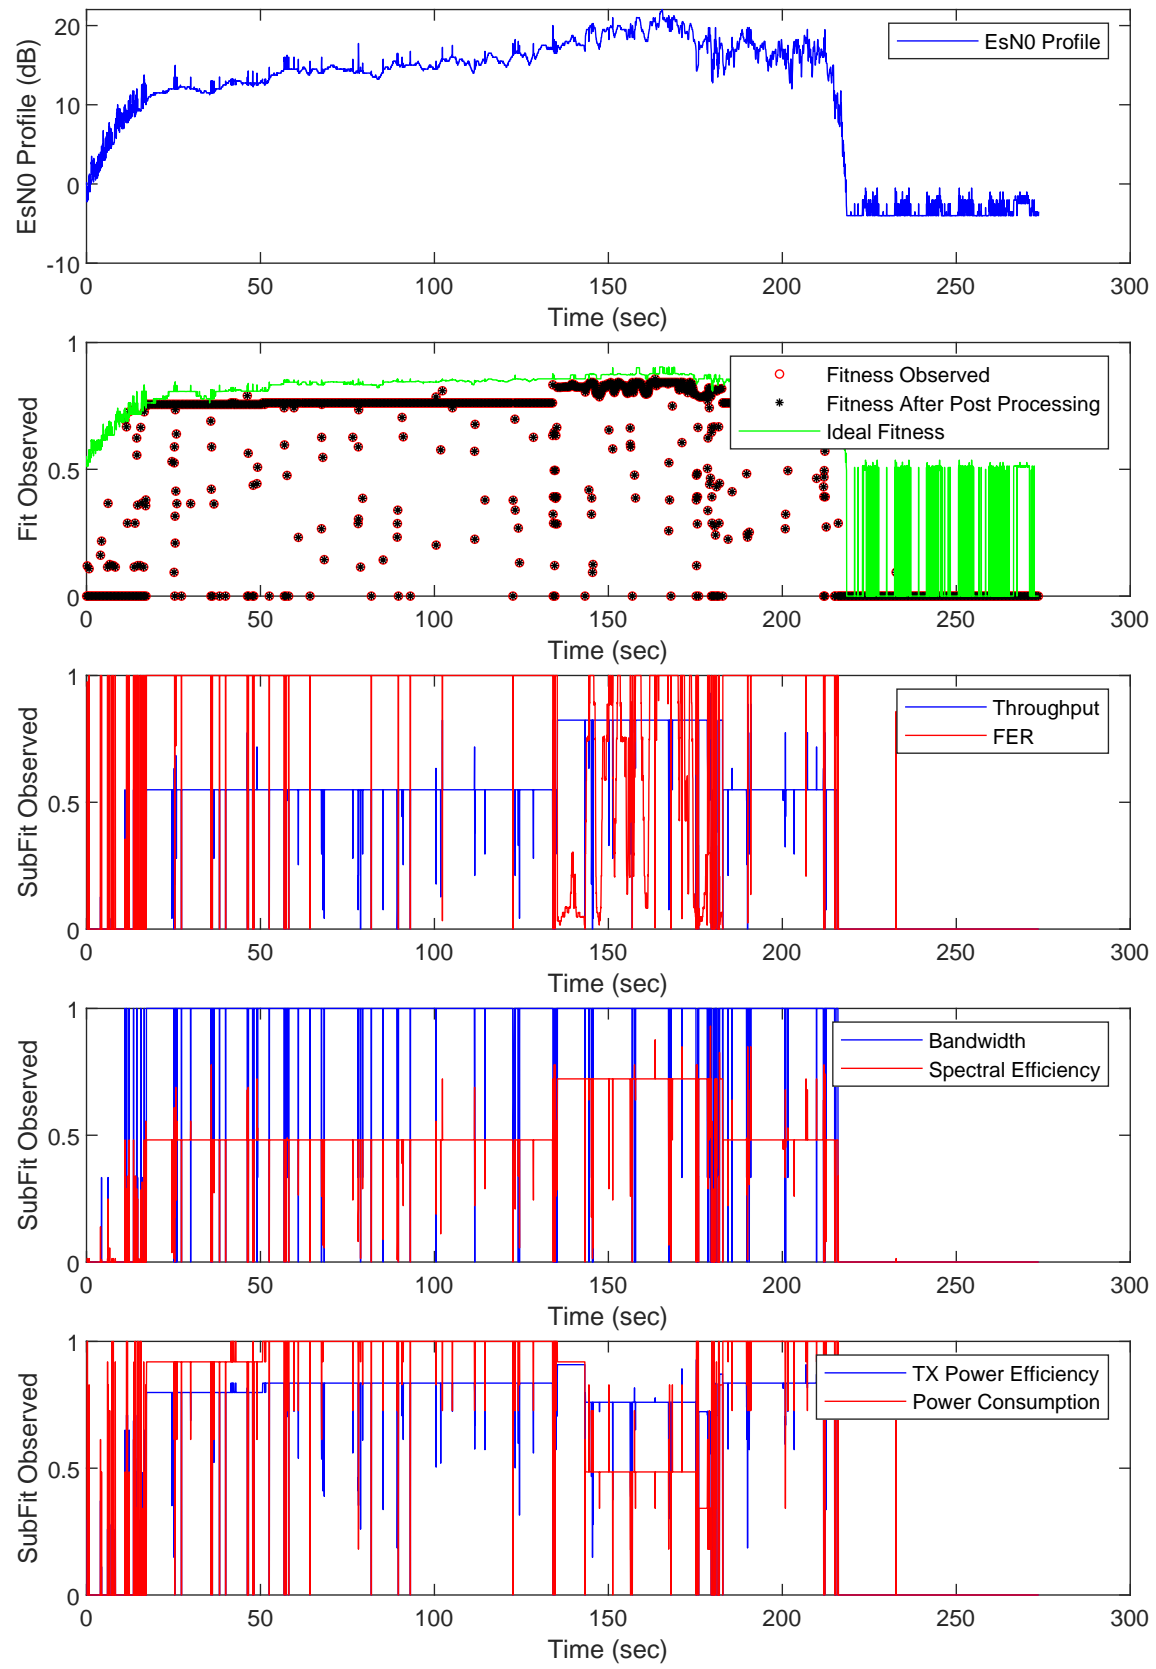 20
10
0
-10
EsN0 Profile (dB)
EsN0 Profile
0 50 100 150 200 250 300
Time (sec)
1
0.5
0
Fit Observed
Fitness Observed
Fitness After Post Processing
Ideal Fitness
0 50 100 150 200 250 300
Time (sec)
1
0.5
0
SubFit Observed
Throughput
FER
0 50 100 150 200 250 300
Time (sec)
1
0.5
0
SubFit Observed
Bandwidth
Spectral Efficiency
0 50 100 150 200 250 300
Time (sec)
1
0.5
0
SubFit Observed
TX Power Efficiency
Power Consumption
0 50 100 150 200 250 300
Time (sec)